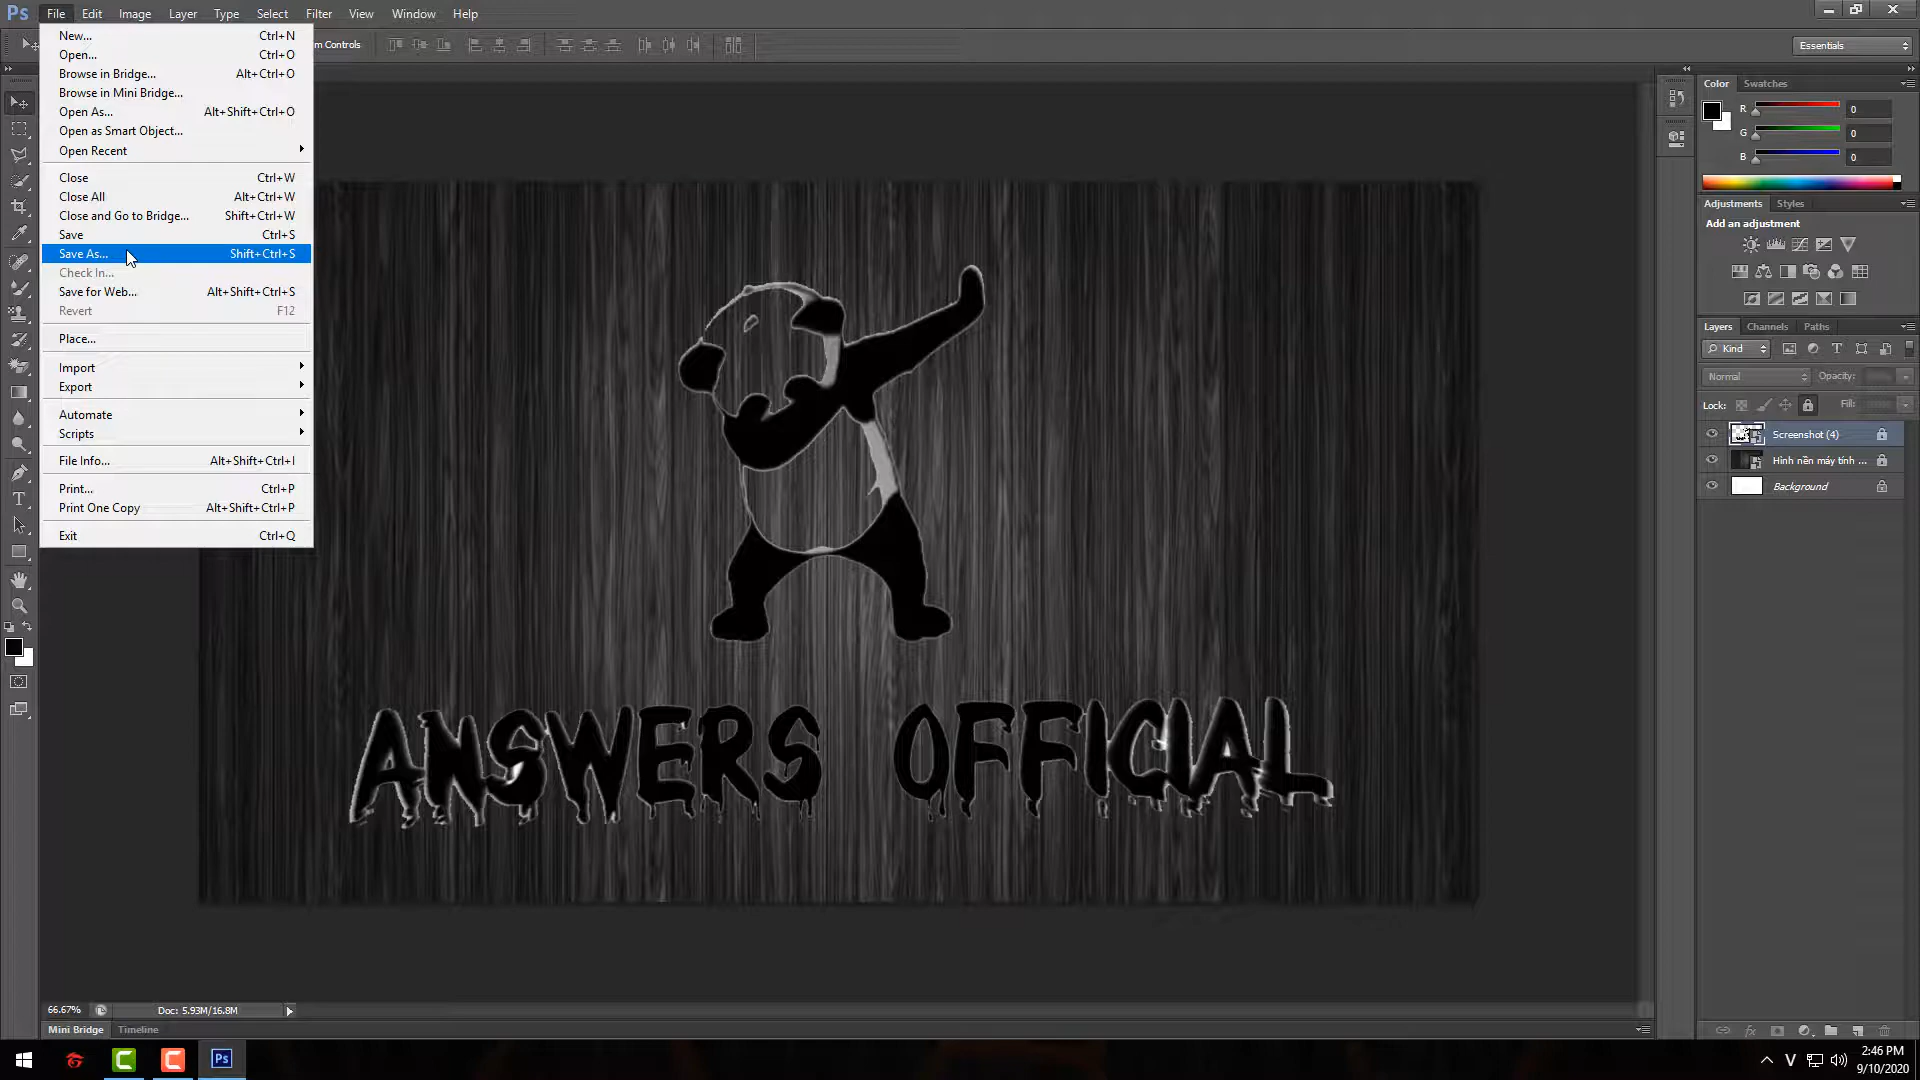 Ps File Edit Image Layer Type Select Filter View Window Help
New... Ctrl+N
m Controls
Essentials
Open... Ctrl+O
Browse in Bridge... Alt+Ctrl+O
Browse in Mini Bridge...
Open As... Alt+Shift+Ctrl+O
Open as Smart Object...
Open Recent
Close Ctrl+W
Close All Alt+Ctrl+W
Close and Go to Bridge... Shift+Ctrl+W
Save Ctrl+S
Save As... Shift+Ctrl+S
Check In...
Save for Web... Alt+Shift+Ctrl+S
Revert F12
Place...
Import
Export
Automate
Scripts
File Info... Alt+Shift+Ctrl+I
Print... Ctrl+P
Print One Copy Alt+Shift+Ctrl+P
Exit Ctrl+Q
Color Swatches
R 0
G 0
B 0
Adjustments Styles
Add an adjustment
Layers Channels Paths
Kind
Normal Opacity:
Lock: Fill:
Screenshot (4)
Hình nền máy tính ...
Background
ANSWERS OFFICIAL
66.67% Doc: 5.93M/16.8M
Mini Bridge Timeline
Ps
V
2:46 PM
9/10/2020